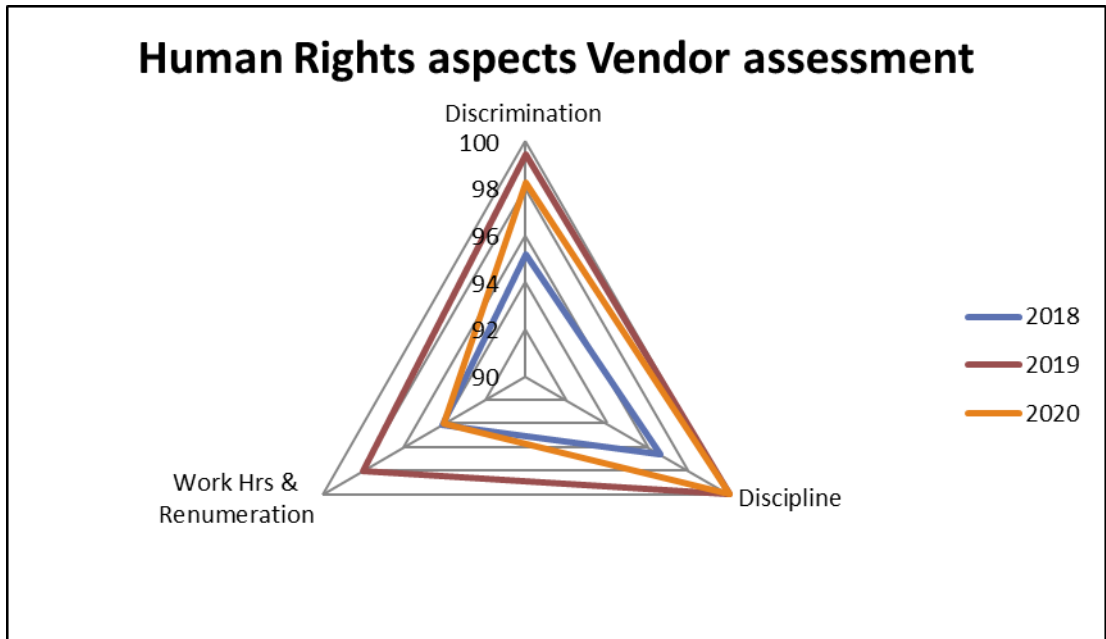 Human Rights aspects Vendor assessment
Discrimination
100
98
96
94
92
90
Work Hrs &
Renumeration
Discipline
2018
2019
2020